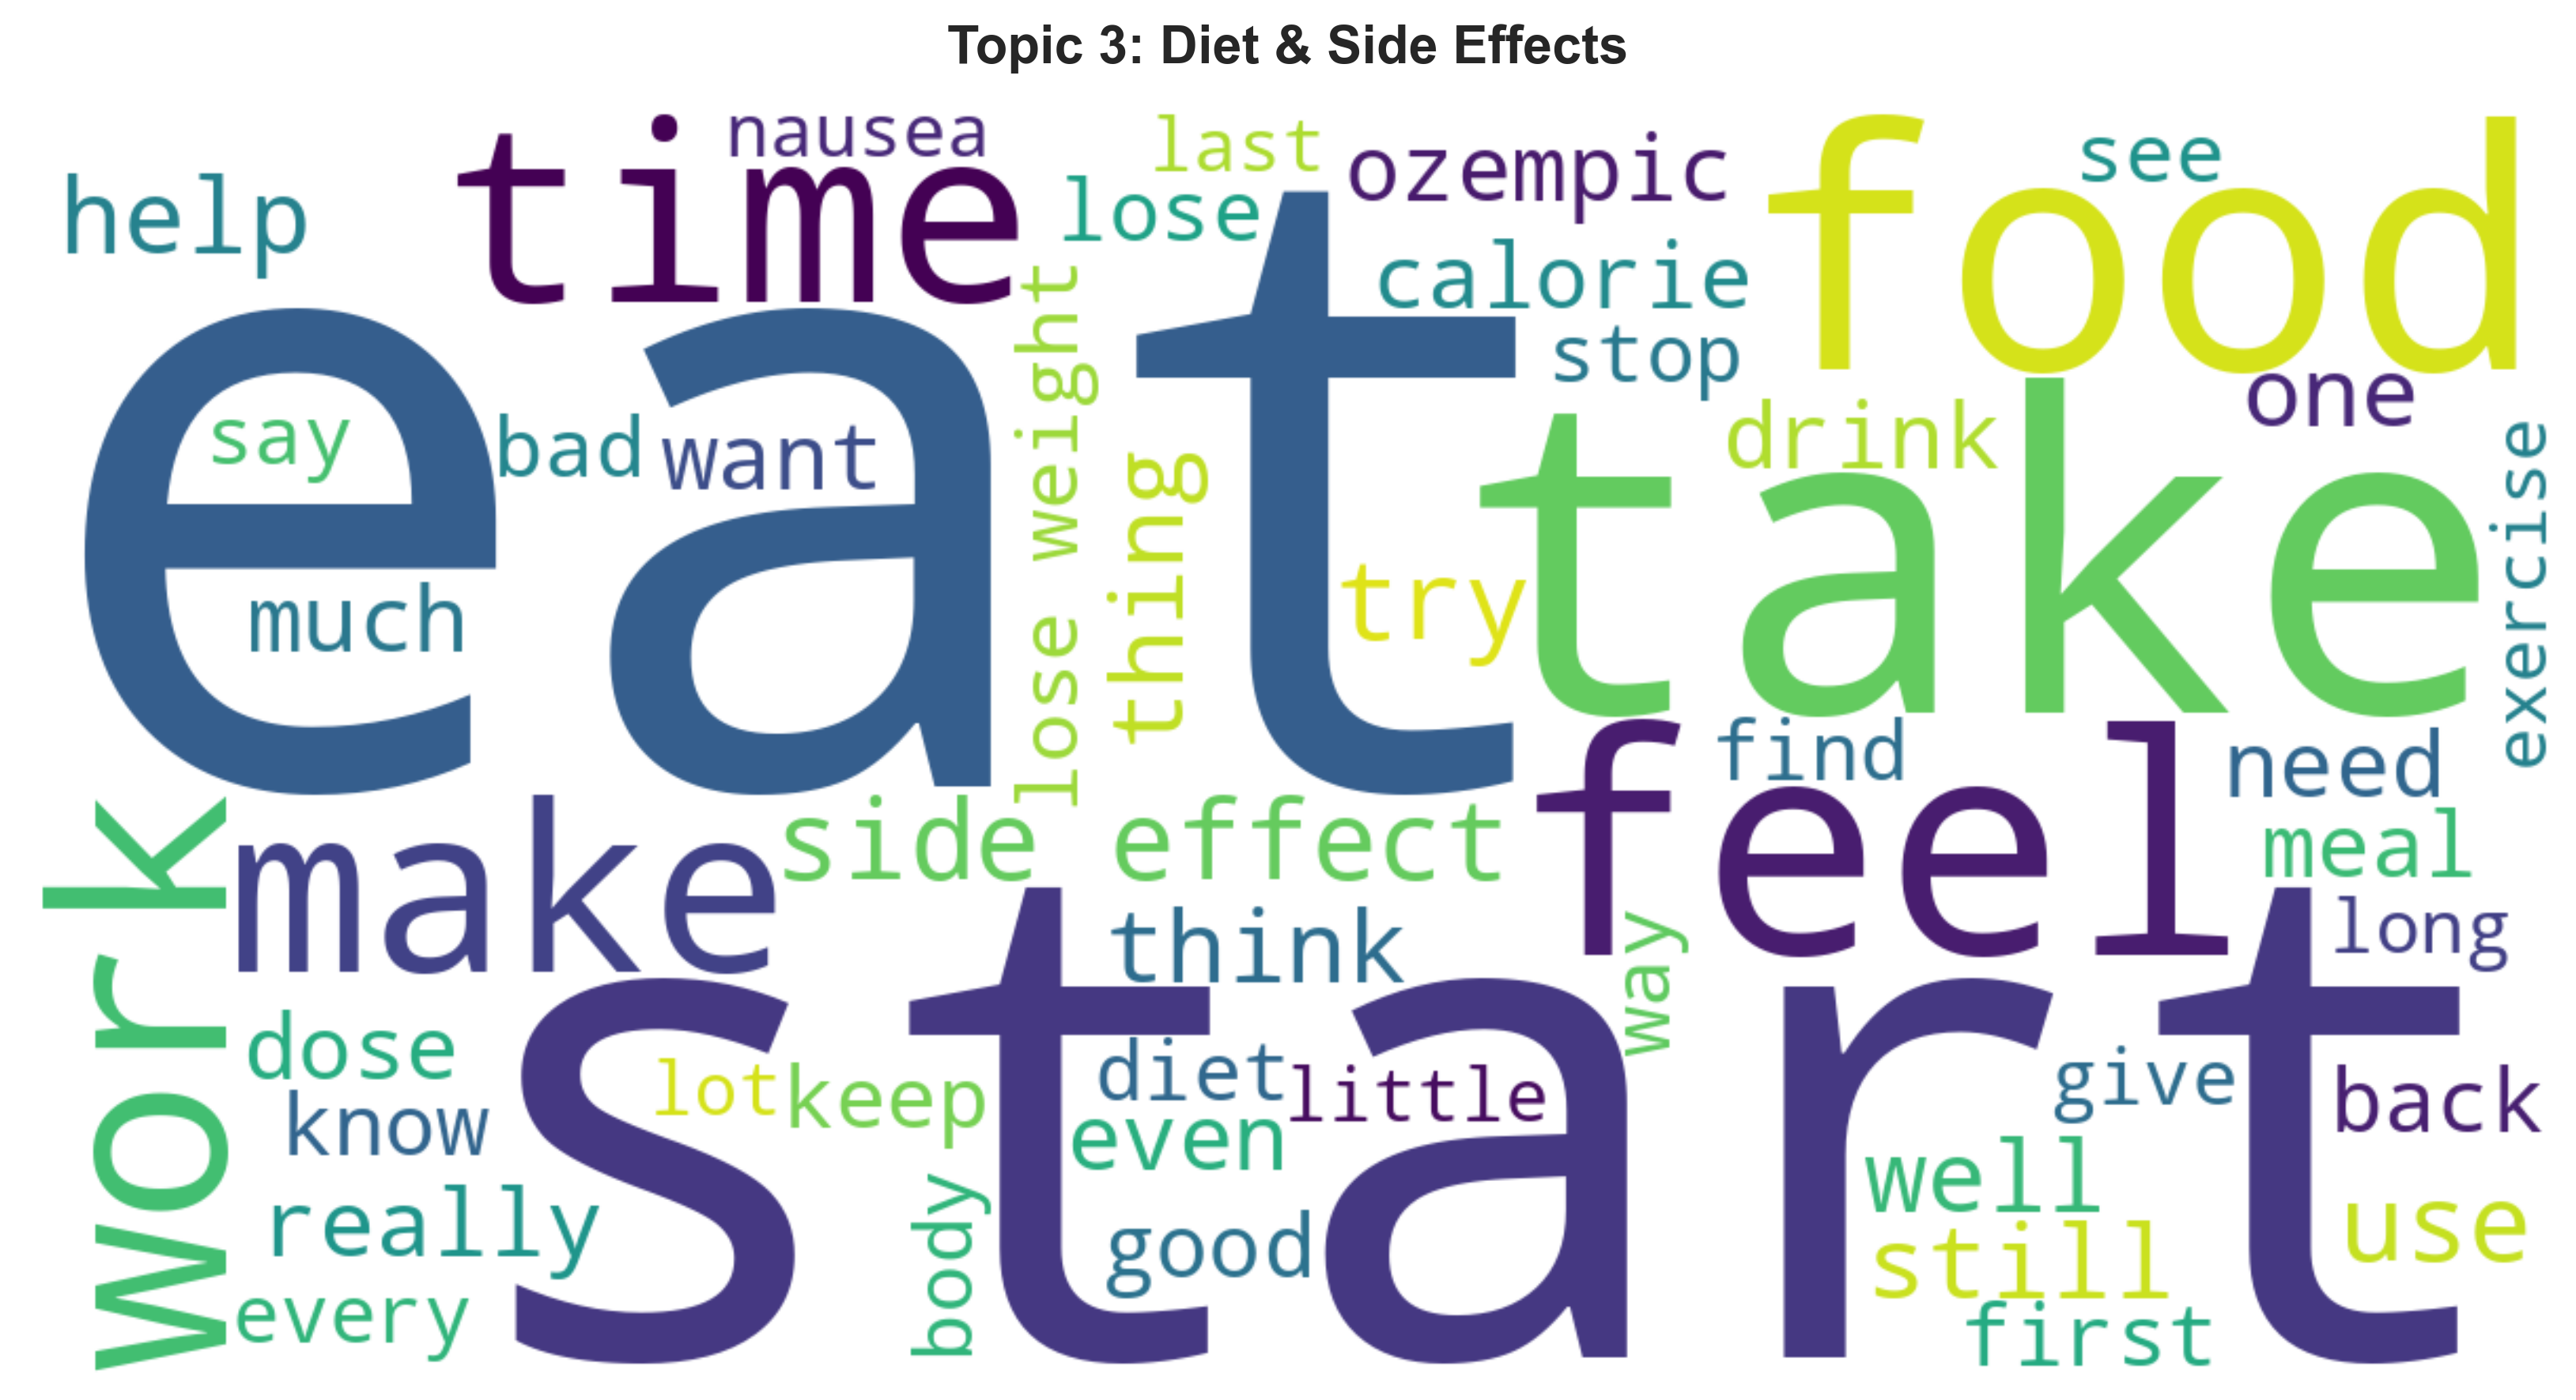 Topic 3: Diet & Side Effects
nausea
last
time
help
lose
ozempic
see
food
calorie
stop
eat
say
bad
want
lose weight
thing
drink
one
try
take
exercise
much
find
need
feel
meal
work
make
side effect
think
way
long
start
dose
know
lot
keep
diet
little
even
give
back
really
body
good
well
still
use
every
first